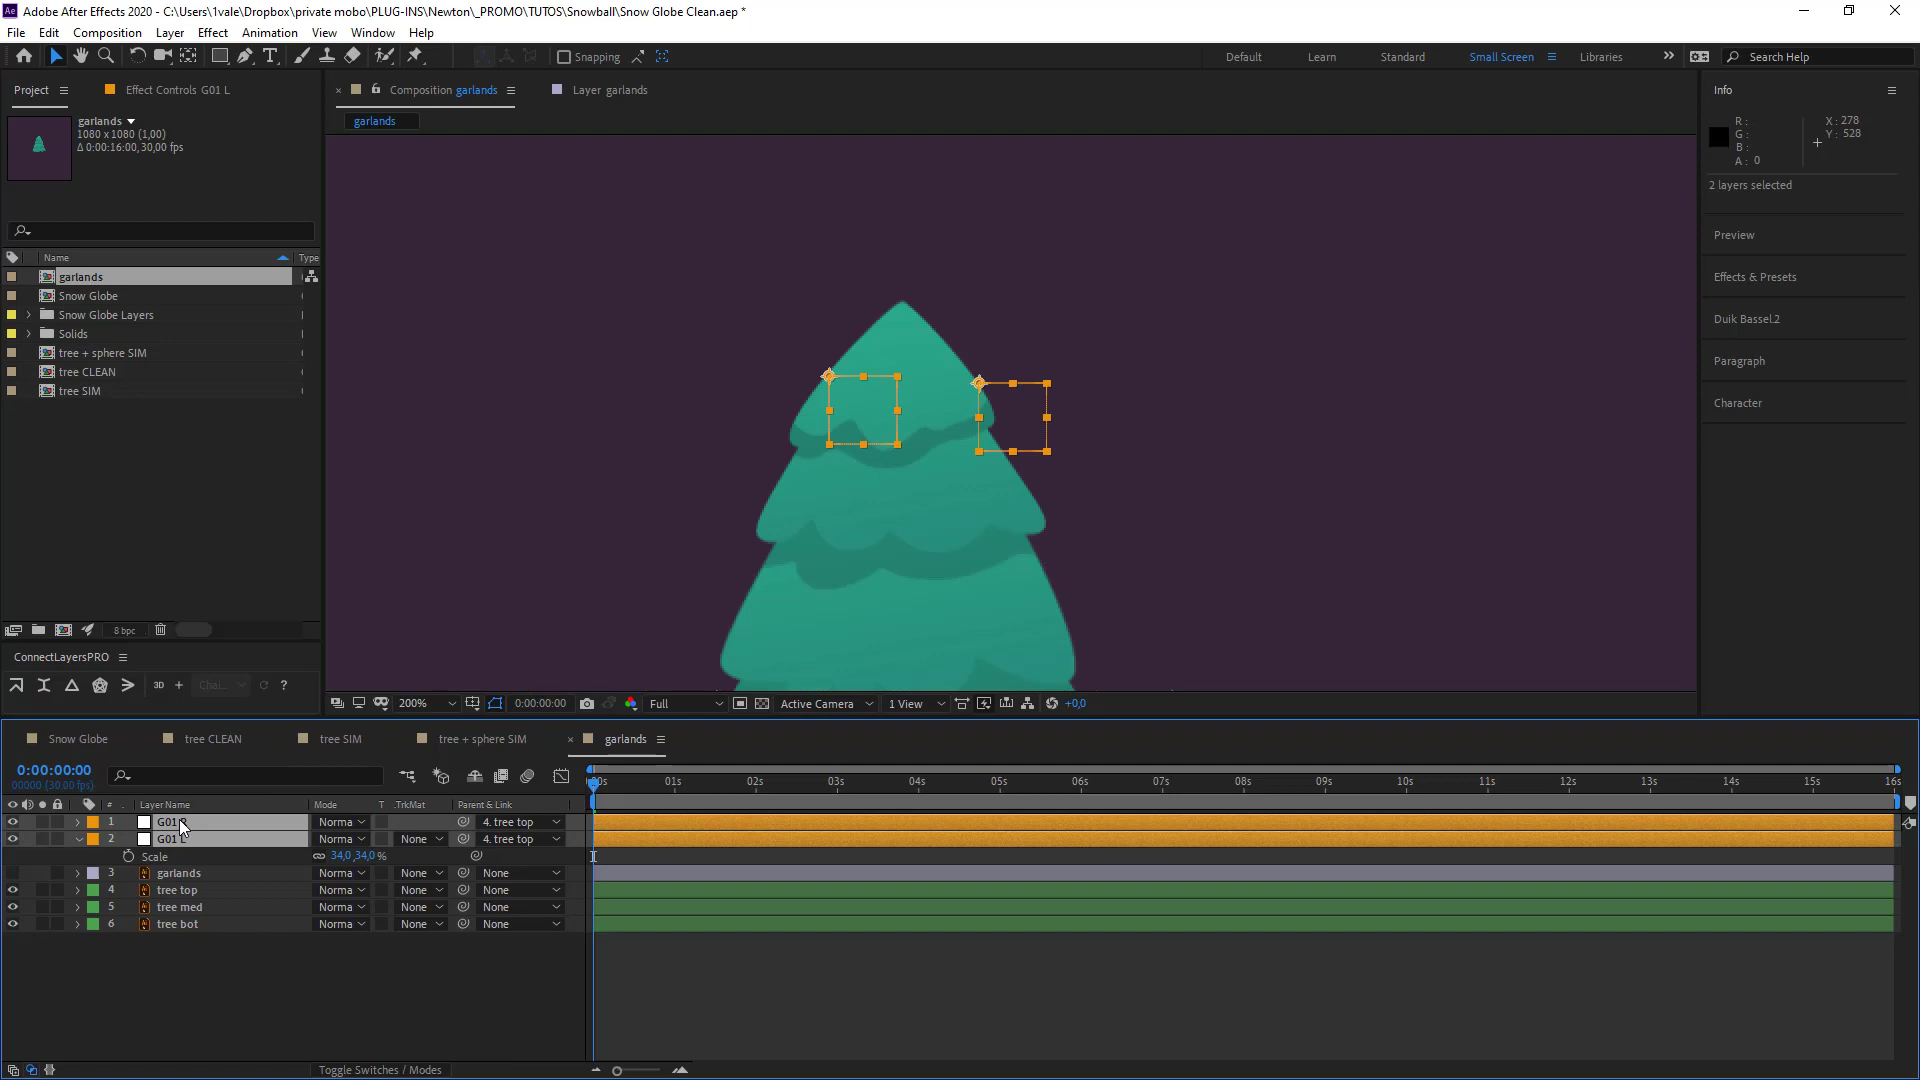 Adobe After Effects 2020 - C:\Users\1vale\Dropbox\private mobo\PLUG-INS\Newton\_PROMO\TUTOS\Snowball\Snow Globe Clean.aep *
File Edit Composition Layer Effect Animation View Window Help
Snapping
Default Learn Standard Small Screen Libraries Search Help
Project Effect Controls G01 L
Composition garlands Layer garlands
Info
garlands
1080 x 1080 (1,00)
Δ 0:00:16:00, 30,00 fps
garlands
R :
G :
B :
A : 0
X : 278
Y : 528
2 layers selected
Preview
Effects & Presets
Duik Bassel.2
Paragraph
Character
Name Type
garlands
Snow Globe
Snow Globe Layers
Solids
tree + sphere SIM
tree CLEAN
tree SIM
8 bpc
ConnectLayersPRO
3D + Chai... ?
200% 0:00:00:00 Full Active Camera 1 View +0,0
Snow Globe tree CLEAN tree SIM tree + sphere SIM garlands
0:00:00:00
00000 (30.00 fps)
:00s 01s 02s 03s 04s 05s 06s 07s 08s 09s 10s 11s 12s 13s 14s 15s 16s
# Layer Name Mode T .TrkMat Parent & Link
1 G01 Norma 4. tree top
2 G01 L Norma None 4. tree top
Scale 34,0,34,0 %
3 garlands Norma None None
4 tree top Norma None None
5 tree med Norma None None
6 tree bot Norma None None
Toggle Switches / Modes